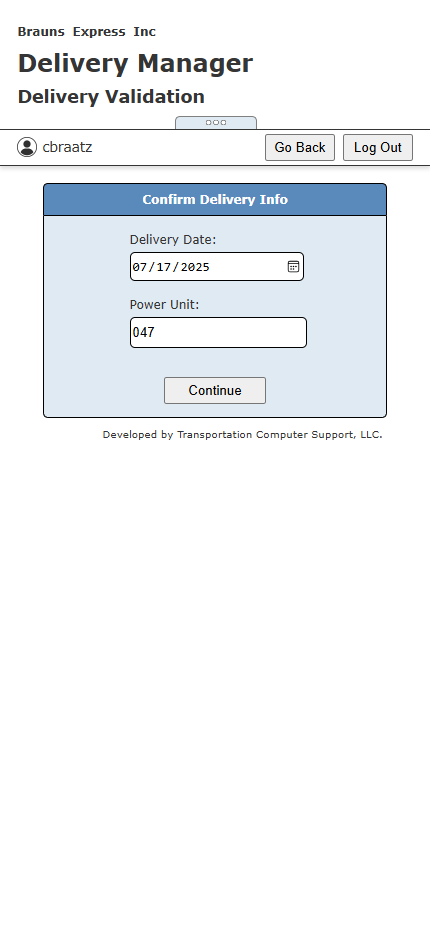 Brauns Express Inc
Delivery Manager
Delivery Validation
cbraatz
Go Back
Log Out
Confirm Delivery Info
Delivery Date:
07/17/2025
Power Unit:
047
Continue
Developed by Transportation Computer Support, LLC.